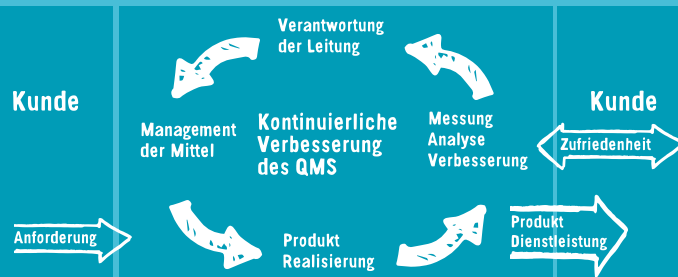 Verantwortung
der Leitung
Kunde
Kunde
Management
der Mittel
Kontinuierliche
Verbesserung
des QMS
Messung
Analyse
Verbesserung
Zufriedenheit
Anforderung
Produkt
Realisierung
Produkt
Dienstleistung